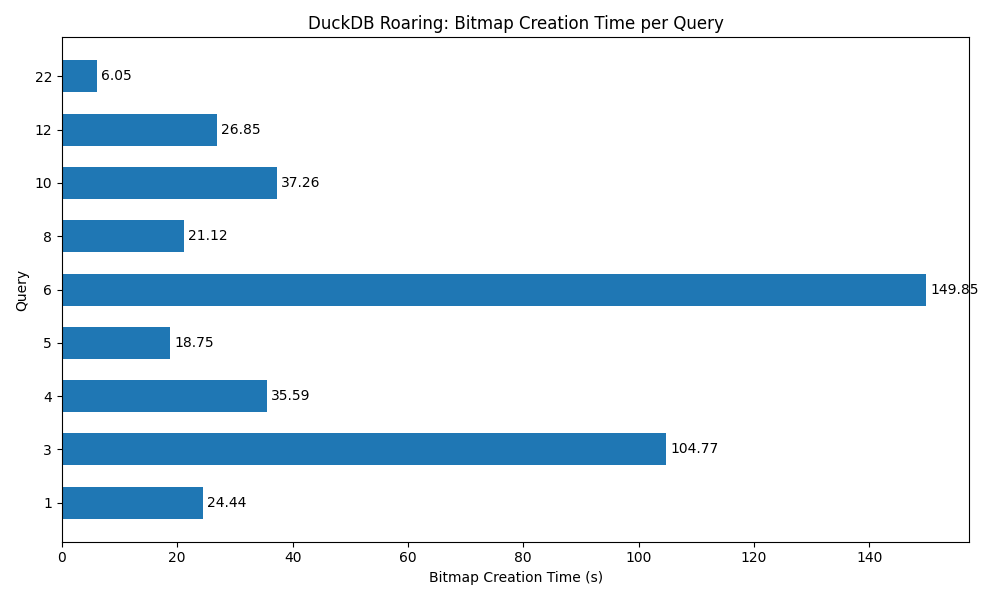 DuckDB Roaring: Bitmap Creation Time per Query
Query
22 6.05
12 26.85
10 37.26
8 21.12
6 149.85
5 18.75
4 35.59
3 104.77
1 24.44
0 20 40 60 80 100 120 140
Bitmap Creation Time (s)